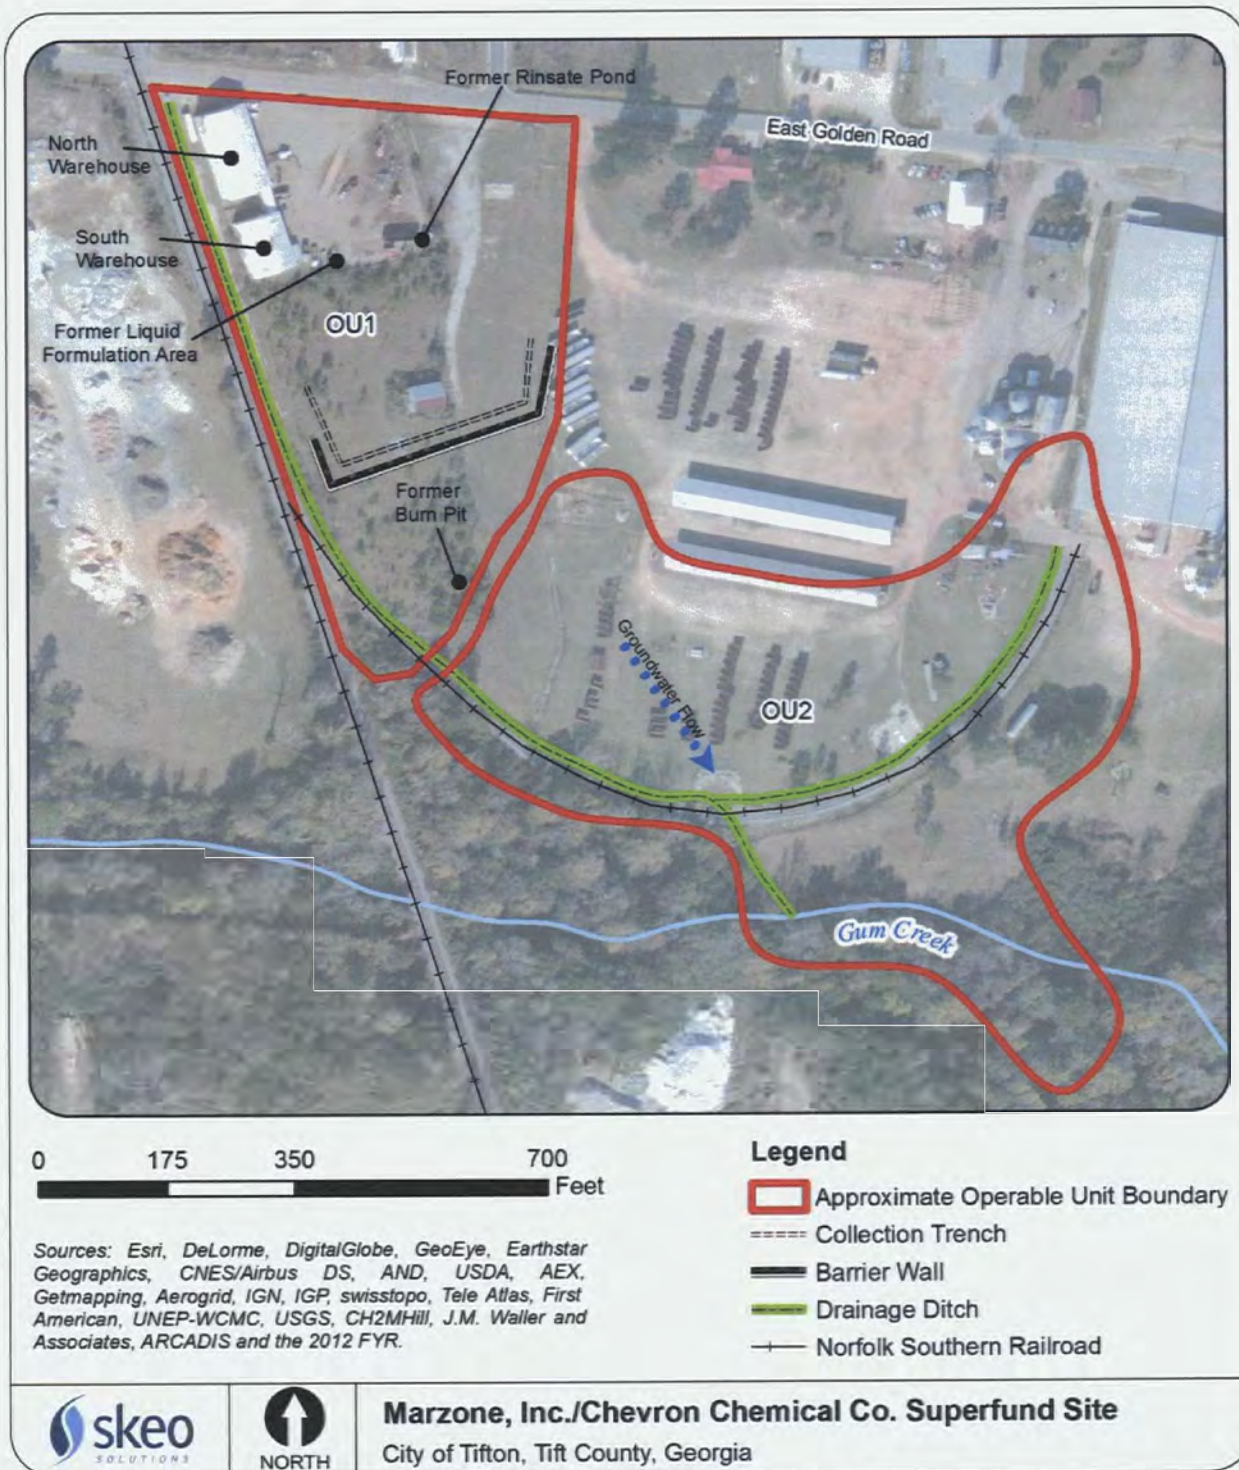 Former Rinsate Pond
East Golden Road
North
Warehouse
South
Warehouse
OU1
Former Liquid
Formulation Area
Former
Burn Pit
Groundwater Flow
OU2
Gum Creek
0 175 350 700
Feet
Legend
Approximate Operable Unit Boundary
Collection Trench
Barrier Wall
Drainage Ditch
Norfolk Southern Railroad
Sources: Esri, DeLorme, DigitalGlobe, GeoEye, Earthstar
Geographics, CNES/Airbus DS, AND, USDA, AEX,
Getmapping, Aerogrid, IGN, IGP, swisstopo, Tele Atlas, First
American, UNEP-WCMC, USGS, CH2MHill, J.M. Waller and
Associates, ARCADIS and the 2012 FYR.
skeo
SOLUTIONS
NORTH
Marzone, Inc./Chevron Chemical Co. Superfund Site
City of Tifton, Tift County, Georgia